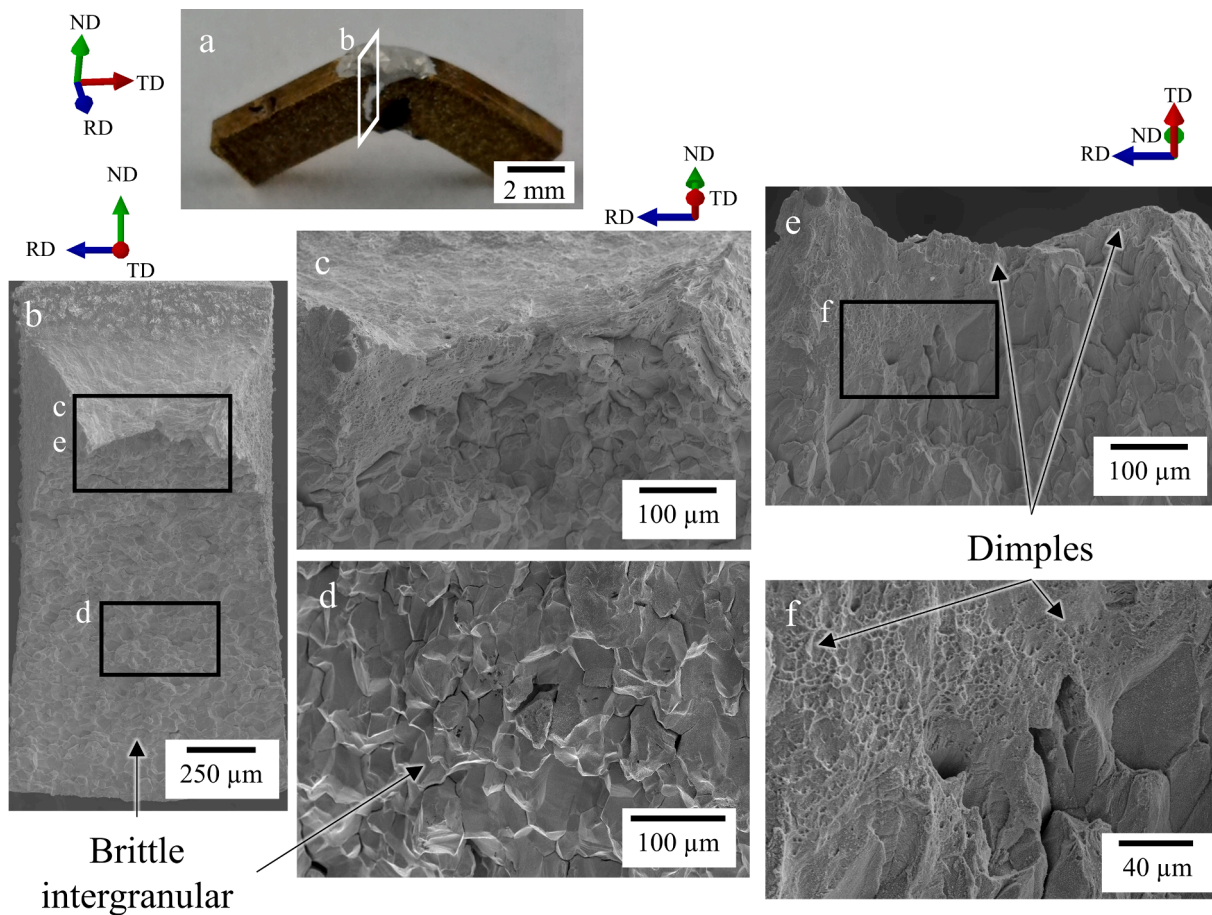 ND
TD
RD
a
b
2 mm
ND
RD
TD
ND
TD
RD
TD
ND
RD
b
c
e
d
250 µm
Brittle
intergranular
c
100 µm
d
100 µm
e
f
100 µm
Dimples
f
40 µm